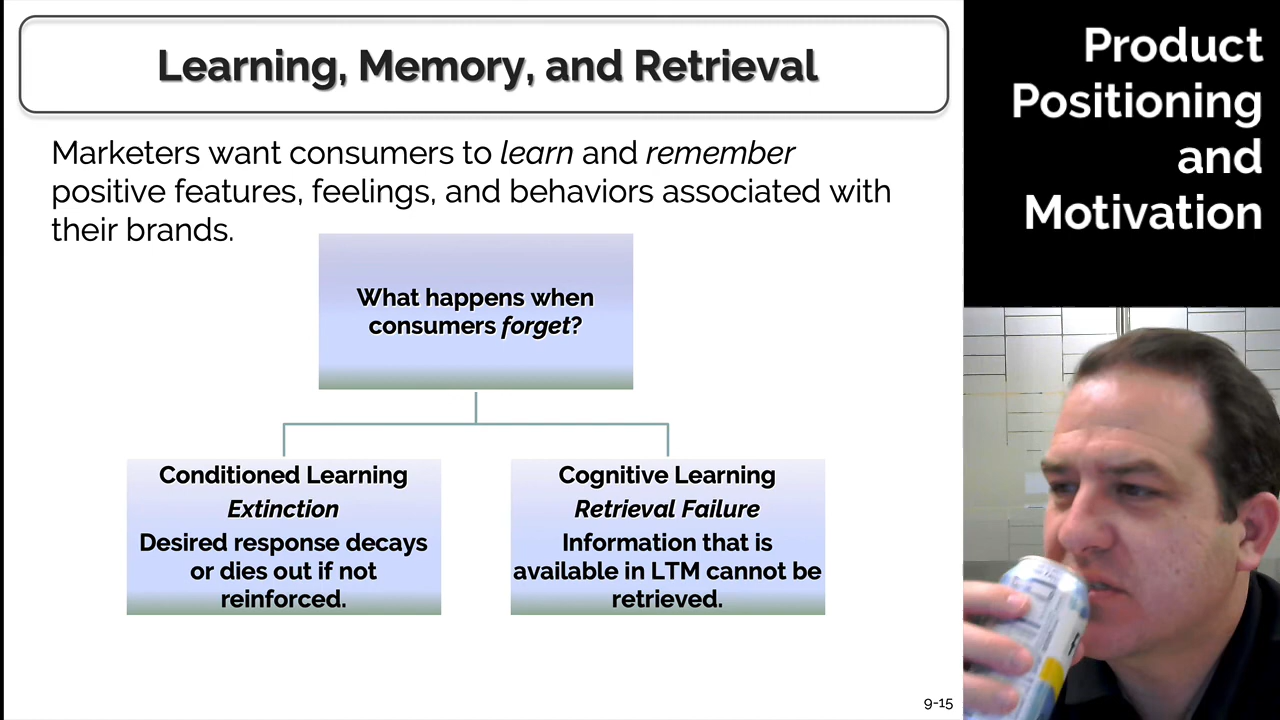 Learning, Memory, and Retrieval
Marketers want consumers to learn and remember
positive features, feelings, and behaviors associated with
their brands.
What happens when
consumers forget?
Conditioned Learning
Extinction
Desired response decays
or dies out if not
reinforced.
Cognitive Learning
Retrieval Failure
Information that is
available in LTM cannot be
retrieved.
9-15
Product
Positioning
and
Motivation